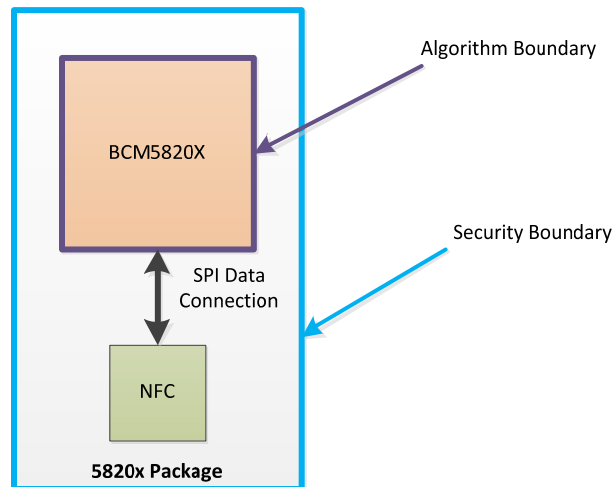 Algorithm Boundary
BCM5820X
Security Boundary
SPI Data
Connection
NFC
5820x Package